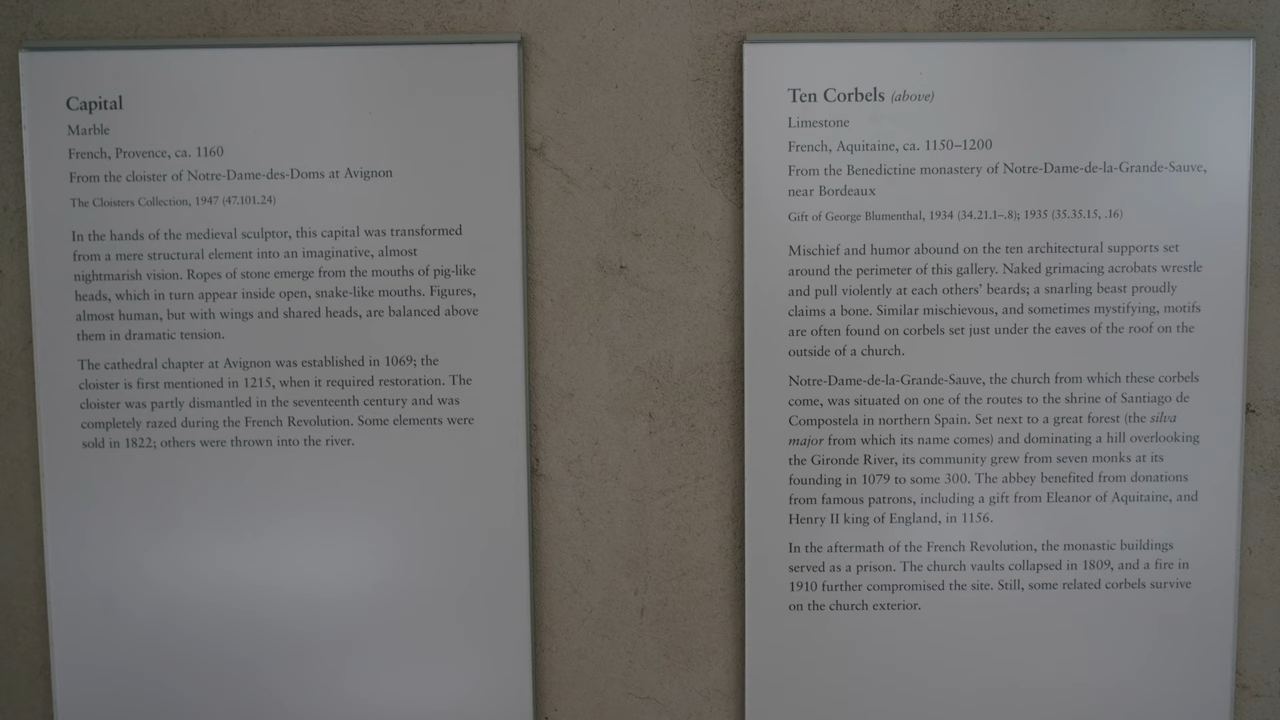 Capital
Marble
French, Provence, ca. 1160
From the cloister of Notre-Dame-des-Doms at Avignon
The Cloisters Collection, 1947 (47.101.24)
In the hands of the medieval sculptor, this capital was transformed
from a mere structural element into an imaginative, almost
nightmarish vision. Ropes of stone emerge from the mouths of pig-like
heads, which in turn appear inside open, snake-like mouths. Figures,
almost human, but with wings and shared heads, are balanced above
them in dramatic tension.
The cathedral chapter at Avignon was established in 1069; the
cloister is first mentioned in 1215, when it required restoration. The
cloister was partly dismantled in the seventeenth century and was
completely razed during the French Revolution. Some elements were
sold in 1822; others were thrown into the river.
Ten Corbels (above)
Limestone
French, Aquitaine, ca. 1150–1200
From the Benedictine monastery of Notre-Dame-de-la-Grande-Sauve,
near Bordeaux
Gift of George Blumenthal, 1934 (34.21.1–.8); 1935 (35.35.15, .16)
Mischief and humor abound on the ten architectural supports set
around the perimeter of this gallery. Naked grimacing acrobats wrestle
and pull violently at each others' beards; a snarling beast proudly
claims a bone. Similar mischievous, and sometimes mystifying, motifs
are often found on corbels set just under the eaves of the roof on the
outside of a church.
Notre-Dame-de-la-Grande-Sauve, the church from which these corbels
come, was situated on one of the routes to the shrine of Santiago de
Compostela in northern Spain. Set next to a great forest (the silva
major from which its name comes) and dominating a hill overlooking
the Gironde River, its community grew from seven monks at its
founding in 1079 to some 300. The abbey benefited from donations
from famous patrons, including a gift from Eleanor of Aquitaine, and
Henry II king of England, in 1156.
In the aftermath of the French Revolution, the monastic buildings
served as a prison. The church vaults collapsed in 1809, and a fire in
1910 further compromised the site. Still, some related corbels survive
on the church exterior.